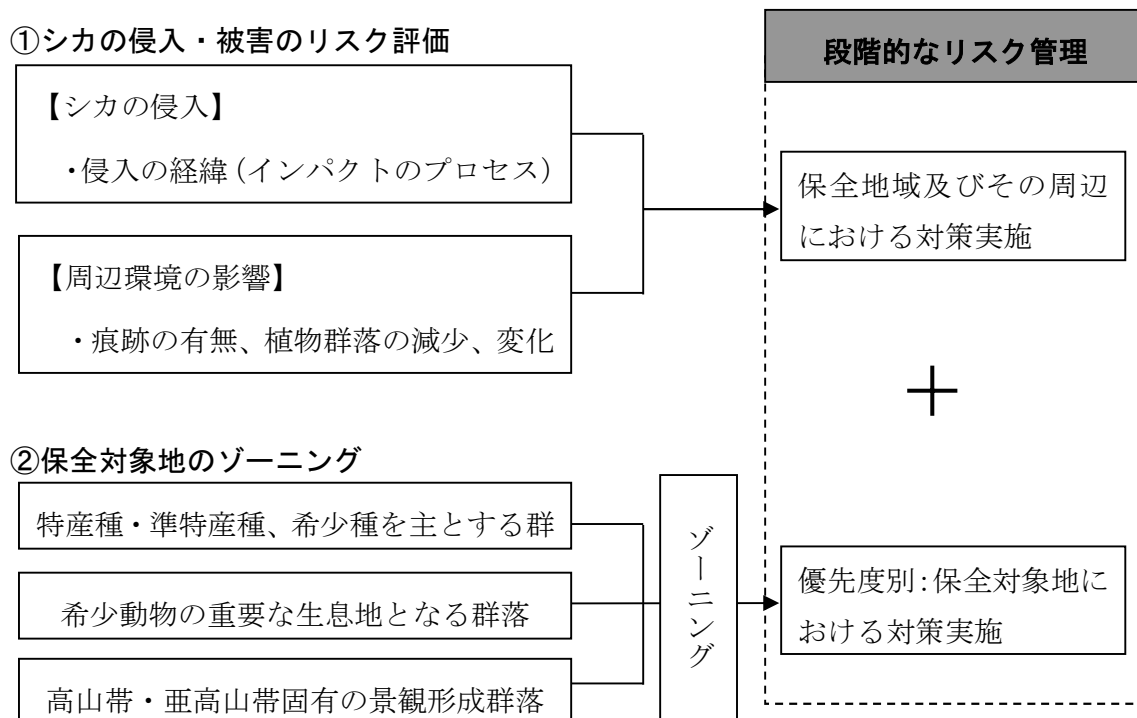 ①シカの侵入・被害のリスク評価
【シカの侵入】
・侵入の経緯(インパクトのプロセス)
【周辺環境の影響】
・痕跡の有無、植物群落の減少、変化
②保全対象地のゾーニング
特産種・準特産種、希少種を主とする群
希少動物の重要な生息地となる群落
高山帯・亜高山帯固有の景観形成群落
ゾーニング
段階的なリスク管理
保全地域及びその周辺
における対策実施
+
優先度別:保全対象地に
おける対策実施